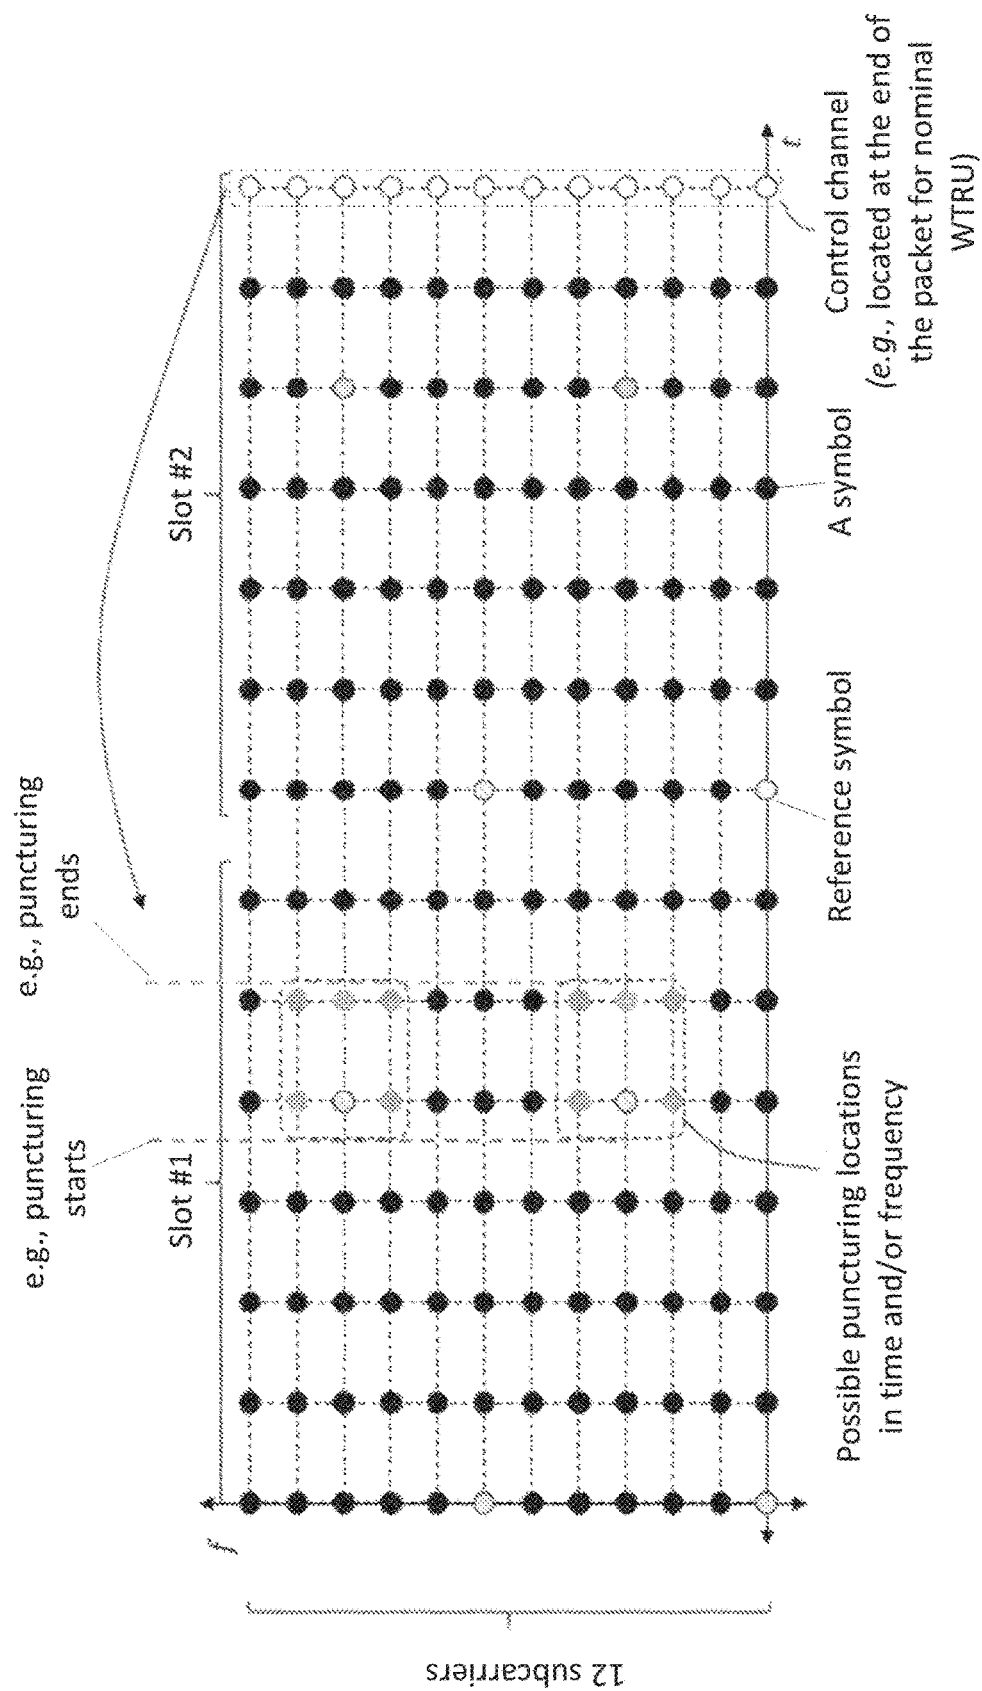 e.g., puncturing
starts
e.g., puncturing
ends
Slot #1
Slot #2
f
12 subcarriers
t
Possible puncturing locations
in time and/or frequency
Reference symbol
A symbol
Control channel
(e.g., located at the end of
the packet for nominal
WTRU)